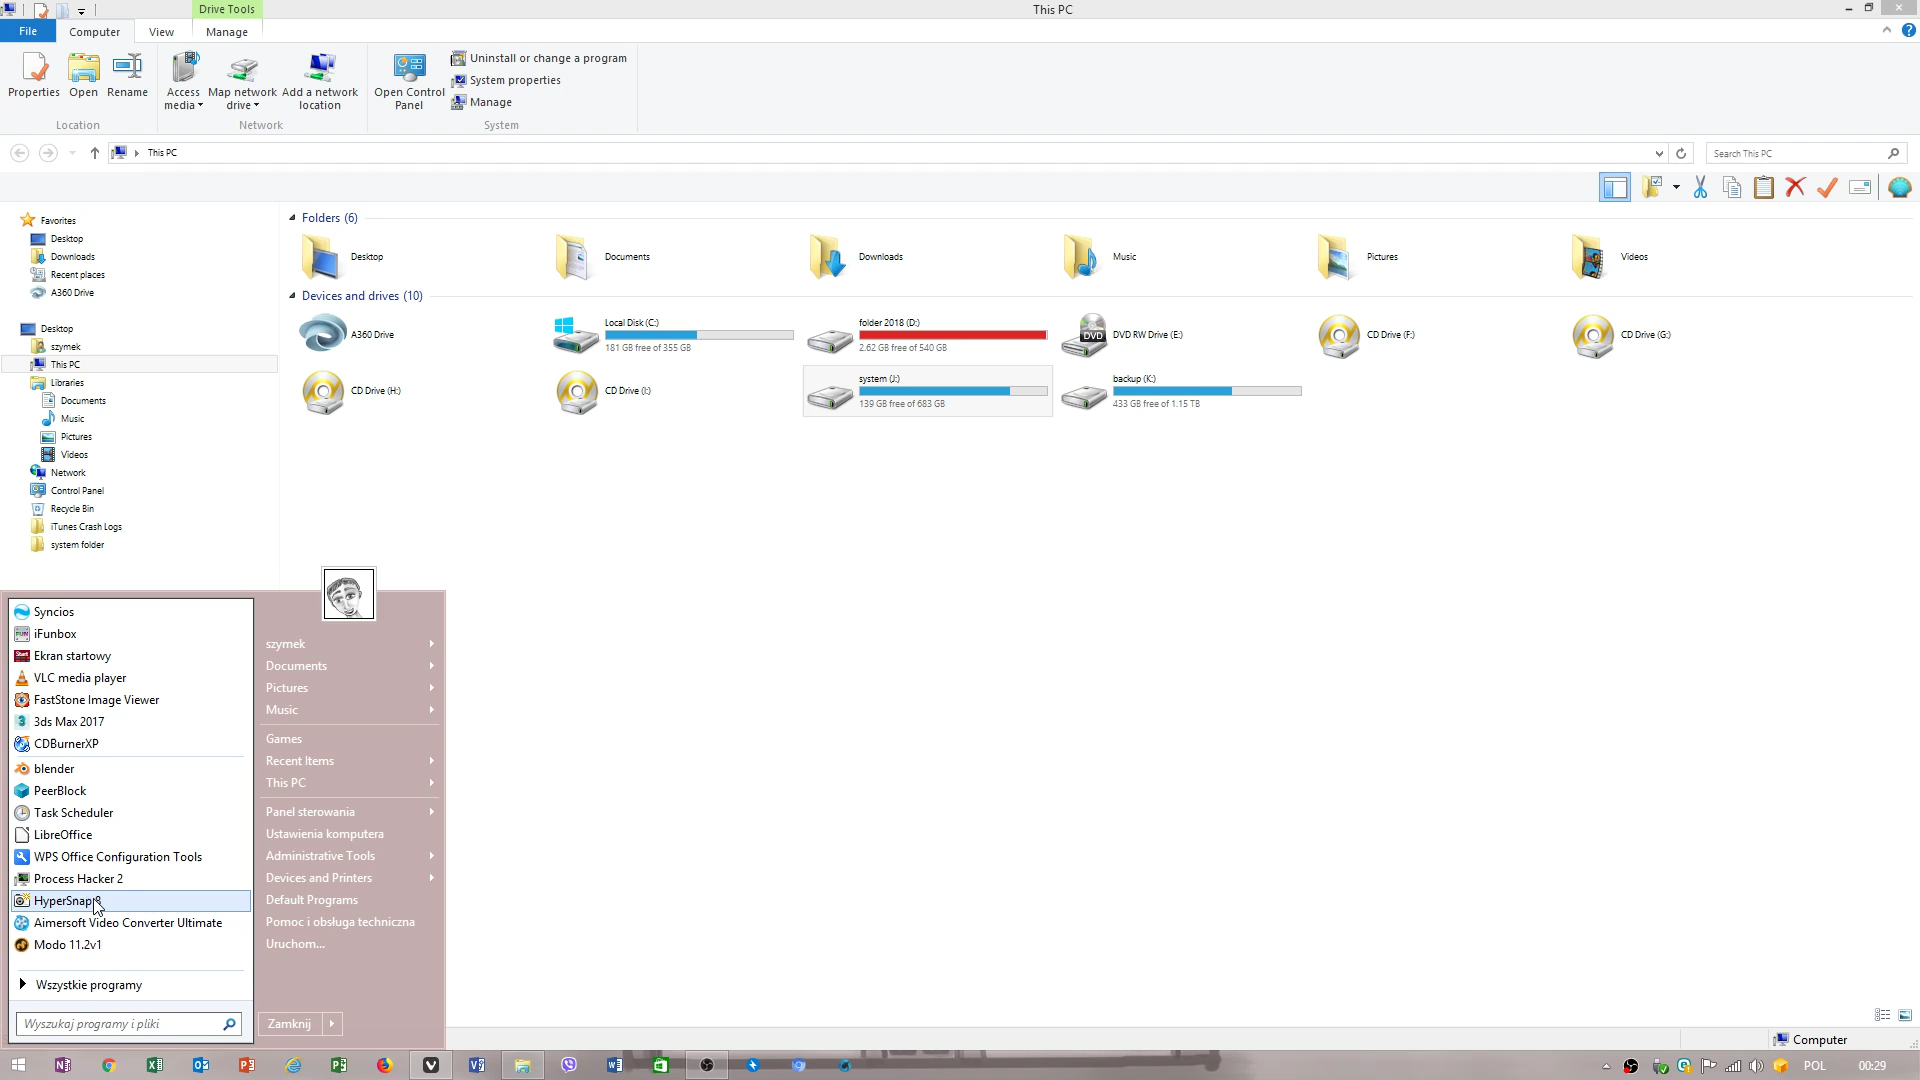 Drive Tools
This PC
File
Computer
View
Manage
Properties
Open
Rename
Access media
Map network drive
Add a network location
Open Control Panel
Uninstall or change a program
System properties
Manage
Location
Network
System
This PC
Search This PC
Favorites
Desktop
Downloads
Recent places
A360 Drive
Desktop
szymek
This PC
Libraries
Documents
Music
Pictures
Videos
Network
Control Panel
Recycle Bin
iTunes Crash Logs
system folder
Folders (6)
Desktop
Documents
Downloads
Music
Pictures
Videos
Devices and drives (10)
A360 Drive
Local Disk (C:)
181 GB free of 355 GB
folder 2018 (D:)
2.62 GB free of 540 GB
DVD
DVD RW Drive (E:)
CD Drive (F:)
CD Drive (G:)
CD Drive (H:)
CD Drive (I:)
system (J:)
139 GB free of 683 GB
backup (K:)
433 GB free of 1.15 TB
Syncios
iFunbox
Ekran startowy
VLC media player
FastStone Image Viewer
3ds Max 2017
CDBurnerXP
blender
PeerBlock
Task Scheduler
LibreOffice
WPS Office Configuration Tools
Process Hacker 2
HyperSnap 8
Aimersoft Video Converter Ultimate
Modo 11.2v1
Wszystkie programy
Wyszukaj programy i pliki
szymek
Documents
Pictures
Music
Games
Recent Items
This PC
Panel sterowania
Ustawienia komputera
Administrative Tools
Devices and Printers
Default Programs
Pomoc i obsługa techniczna
Uruchom...
Zamknij
Computer
POL
00:29